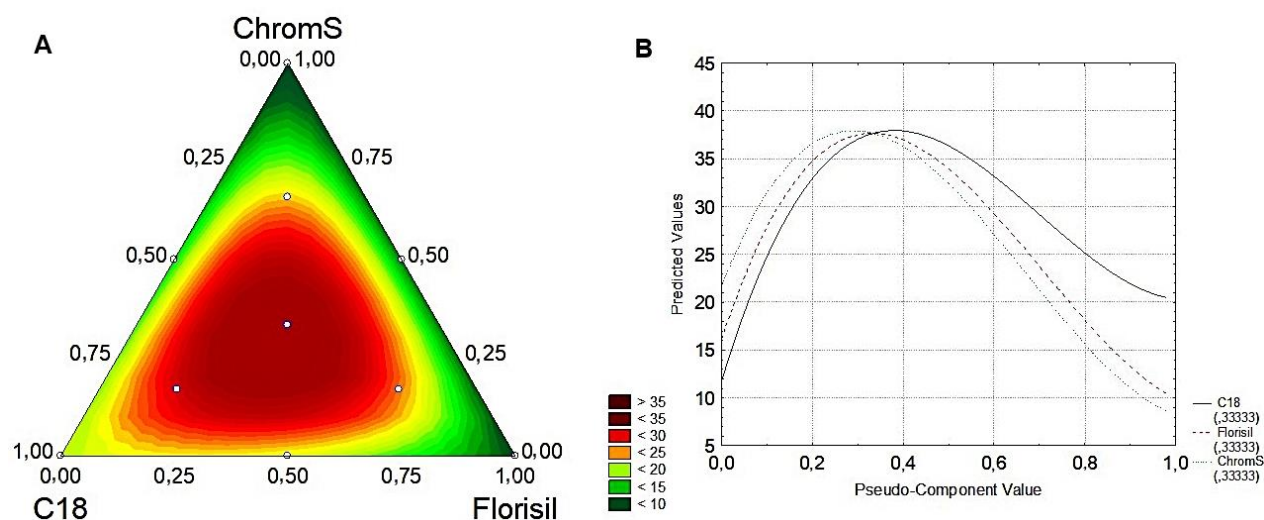 A
ChromS
0,00 1,00
0,25 0,75
0,50 0,50
0,75 0,25
1,00 0,00
0,00 0,25 0,50 0,75 1,00
C18 Florisil
> 35
< 35
< 30
< 25
< 20
< 15
< 10
B
45
40
35
30
25
20
15
10
5
Predicted Values
0,0 0,2 0,4 0,6 0,8 1,0
Pseudo-Component Value
C18
(,33333)
Florisil
(,33333)
ChromS
(,33333)